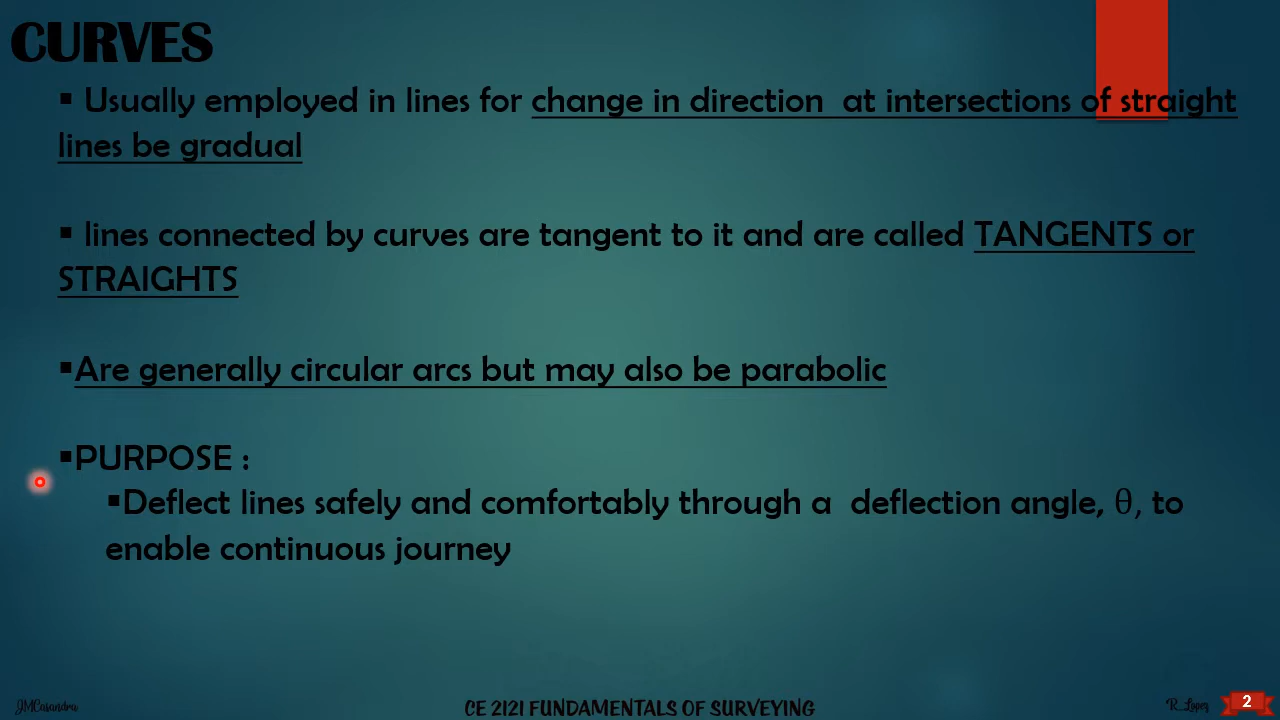 CURVES
▪ Usually employed in lines for change in direction  at intersections of straight
lines be gradual
▪ lines connected by curves are tangent to it and are called TANGENTS or
STRAIGHTS
▪Are generally circular arcs but may also be parabolic
▪PURPOSE :
▪Deflect lines safely and comfortably through a  deflection angle, θ, to
enable continuous journey
JMCasandra
CE 2121 FUNDAMENTALS OF SURVEYING
R_Lopez
2